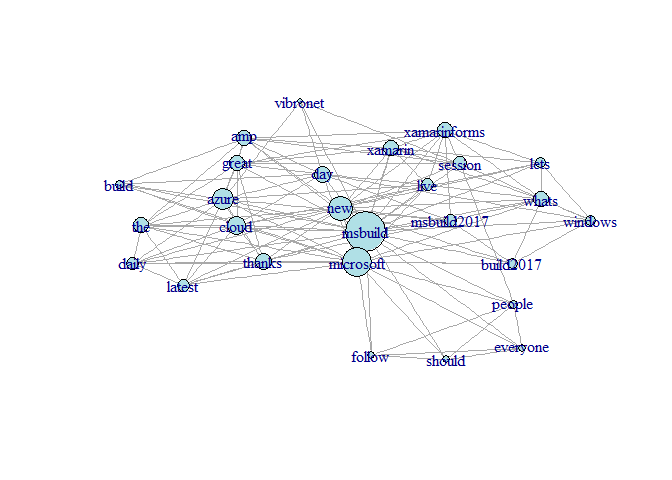 vibronet
xamarinforms
amp
xamarin
great
session
lets
day
build
live
azure
whats
new
msbuild2017
windows
the
cloud
msbuild
daily
thanks
microsoft
build2017
latest
people
everyone
follow
should